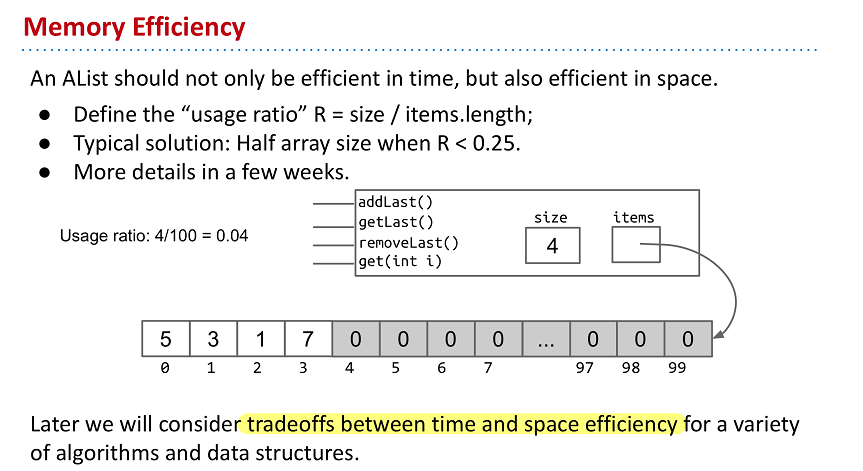 Memory Efficiency
An AList should not only be efficient in time, but also efficient in space.
● Define the “usage ratio” R = size / items.length;
● Typical solution: Half array size when R < 0.25.
● More details in a few weeks.
addLast()
getLast()
removeLast()
get(int i)
size
items
4
Usage ratio: 4/100 = 0.04
5 3 1 7 0 0 0 0 ... 0 0 0
0 1 2 3 4 5 6 7 97 98 99
Later we will consider tradeoffs between time and space efficiency for a variety
of algorithms and data structures.